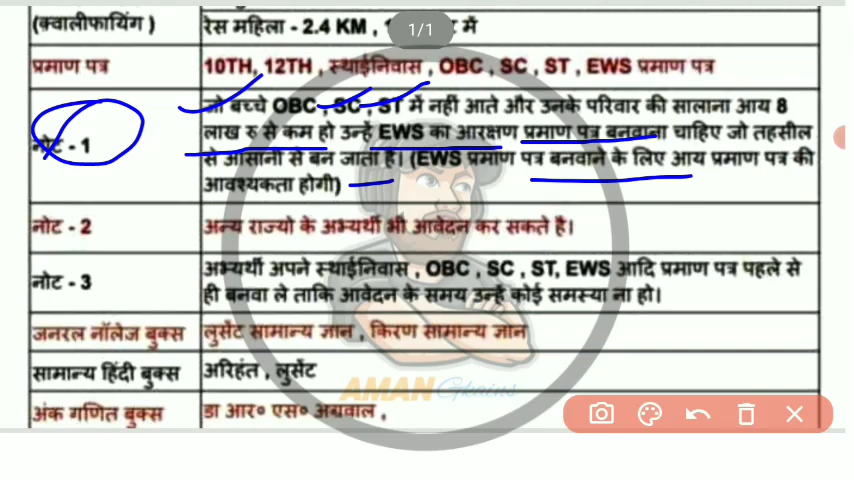 (क्वालीफायिंग)
रेस महिला - 2.4 KM ,
में
1/1
प्रमाण पत्र
10TH, 12TH , स्थाईनिवास , OBC , SC , ST , EWS प्रमाण पत्र
नोट - 1
जो बच्चे OBC , SC , ST में नहीं आते और उनके परिवार की सालाना आय 8
लाख रु से कम हो उन्हें EWS का आरक्षण प्रमाण पत्र बनवाना चाहिए जो तहसील
से आसानी से बन जाता है। (EWS प्रमाण पत्र बनवाने के लिए आय प्रमाण पत्र की
आवश्यकता होगी)
नोट - 2
अन्य राज्यो के अभ्यर्थी भी आवेदन कर सकते है।
नोट - 3
अभ्यर्थी अपने स्थाईनिवास , OBC , SC , ST, EWS आदि प्रमाण पत्र पहले से
ही बनवा ले ताकि आवेदन के समय उन्हें कोई समस्या ना हो।
जनरल नॉलेज बुक्स
लुसेंट सामान्य ज्ञान , किरण सामान्य ज्ञान
सामान्य हिंदी बुक्स
अरिहंत , लुसेंट
AMAN Gkains
अंक गणित बुक्स
डा आर० एस० अग्रवाल ,